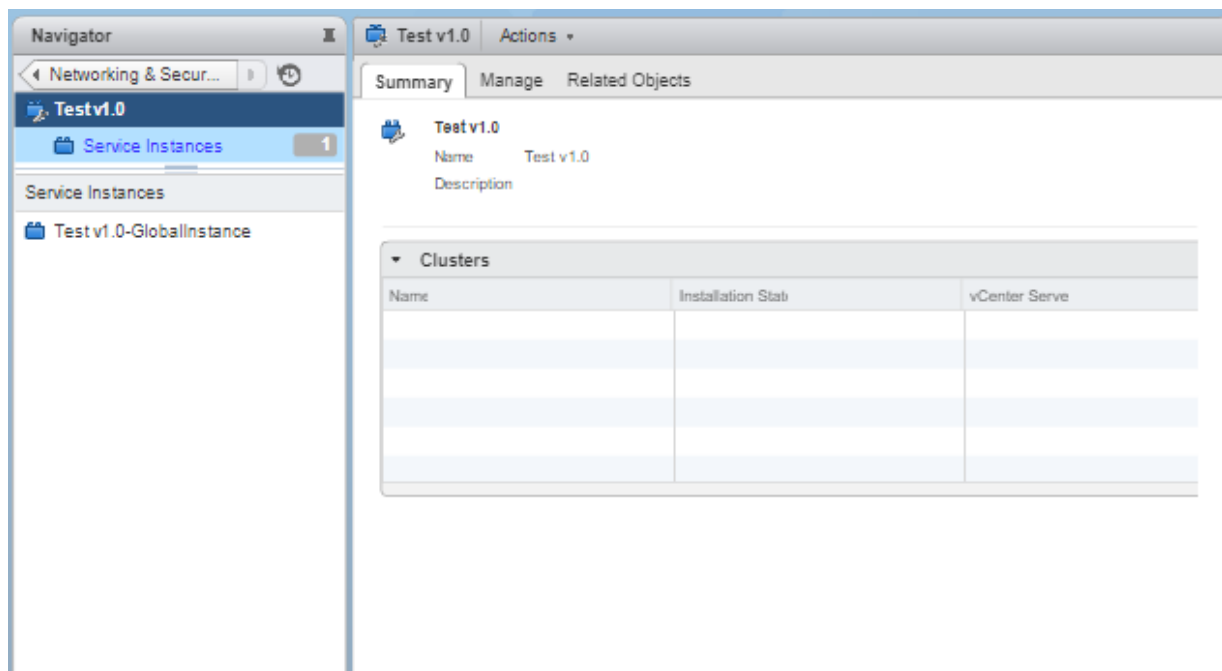 Navigator
Networking & Secur...
Test v1.0
Service Instances 1
Service Instances
Test v1.0-GlobalInstance
Test v1.0 Actions
Summary Manage Related Objects
Test v1.0
Name Test v1.0
Description
Clusters
Name Installation Stat vCenter Serve